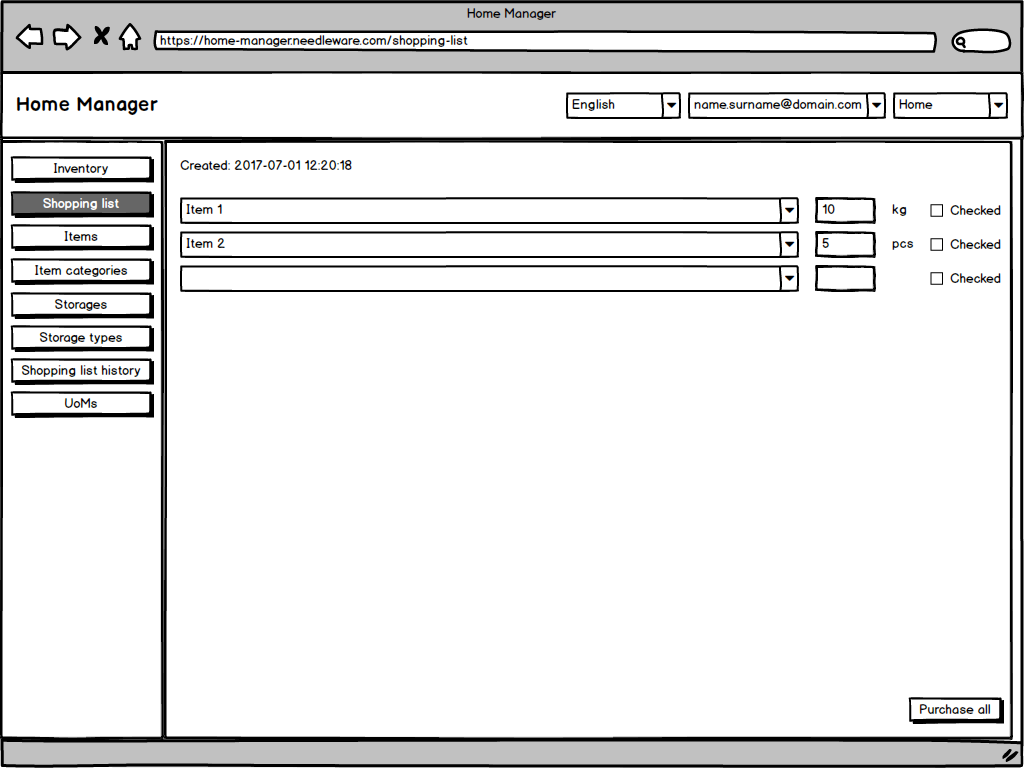 Home Manager
https://home-manager.needleware.com/shopping-list
Home Manager
English
name.surname@domain.com
Home
Inventory
Shopping list
Items
Item categories
Storages
Storage types
Shopping list history
UoMs
Created: 2017-07-01 12:20:18
Item 1 10 kg Checked
Item 2 5 pcs Checked
Checked
Purchase all